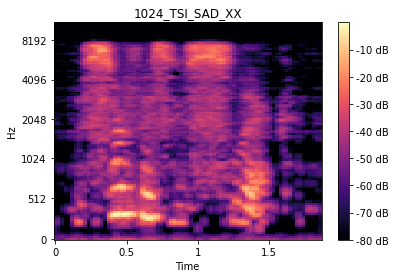 1024_TSI_SAD_XX
8192
4096
2048
1024
512
0
Hz
0
0.5
1
1.5
Time
-10 dB
-20 dB
-30 dB
-40 dB
-50 dB
-60 dB
-70 dB
-80 dB